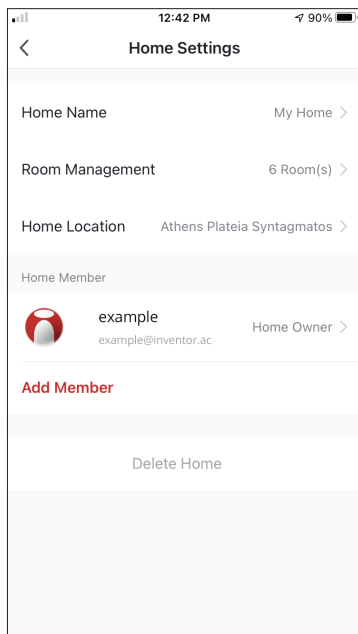 12:42 PM 90%
Home Settings
Home Name My Home
Room Management 6 Room(s)
Home Location Athens Plateia Syntagmatos
Home Member
example
example@inventor.ac
Home Owner
Add Member
Delete Home